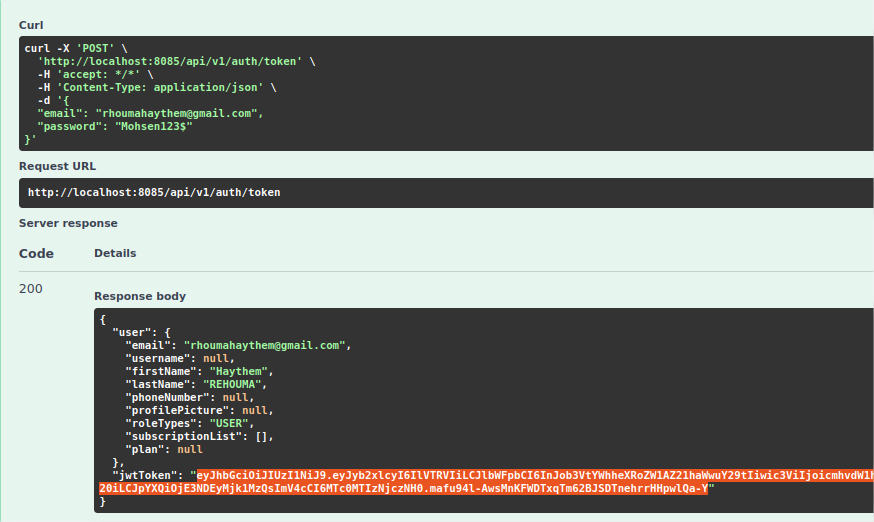 Curl
curl -X 'POST' \
'http://localhost:8085/api/v1/auth/token' \
-H 'accept: */*' \
-H 'Content-Type: application/json' \
-d '{
"email": "rhoumahaythem@gmail.com",
"password": "Mohsen123$"
}'
Request URL
http://localhost:8085/api/v1/auth/token
Server response
Code Details
200
Response body
{
"user": {
"email": "rhoumahaythem@gmail.com",
"username": null,
"firstName": "Haythem",
"lastName": "REHOUMA",
"phoneNumber": null,
"profilePicture": null,
"roleTypes": "USER",
"subscriptionList": [],
"plan": null
},
"jwtToken": "eyJhbGciOiJIUzI1NiJ9.eyJyb2xlcyI6IlVTRVIiLCJlbWFpbCI6InJob3VtYWhheXRoZW1AZ21haWwuY29tIiwic3ViIjoicmhvdW1h
20iLCJpYXQiOjE3NDEyMjk1MzQsImV4cCI6MTc0MTIzNjczNH0.mafu94l-AwsMnKFWDTxqTm62BJSDTnehrrHHpwlQa-Y"
}